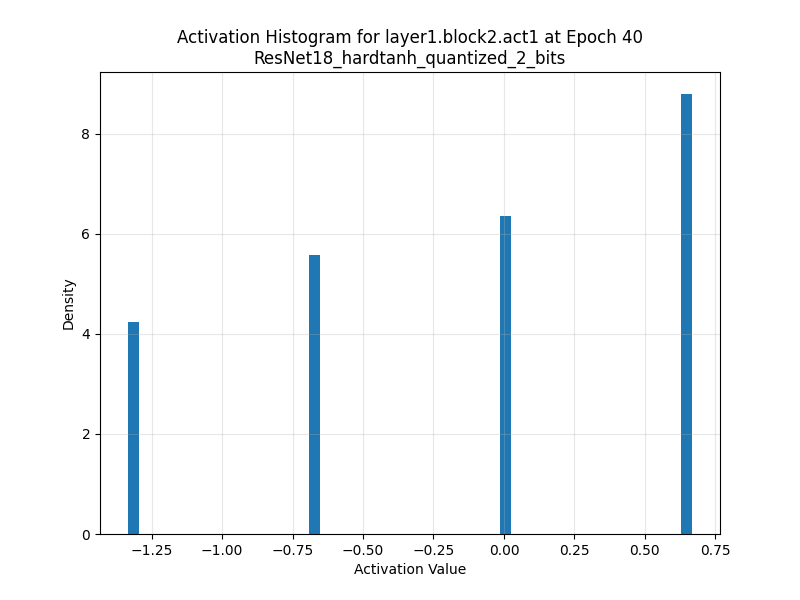 Activation Histogram for layer1.block2.act1 at Epoch 40
ResNet18_hardtanh_quantized_2_bits
8
6
4
2
0
Density
−1.25 −1.00 −0.75 −0.50 −0.25 0.00 0.25 0.50 0.75
Activation Value